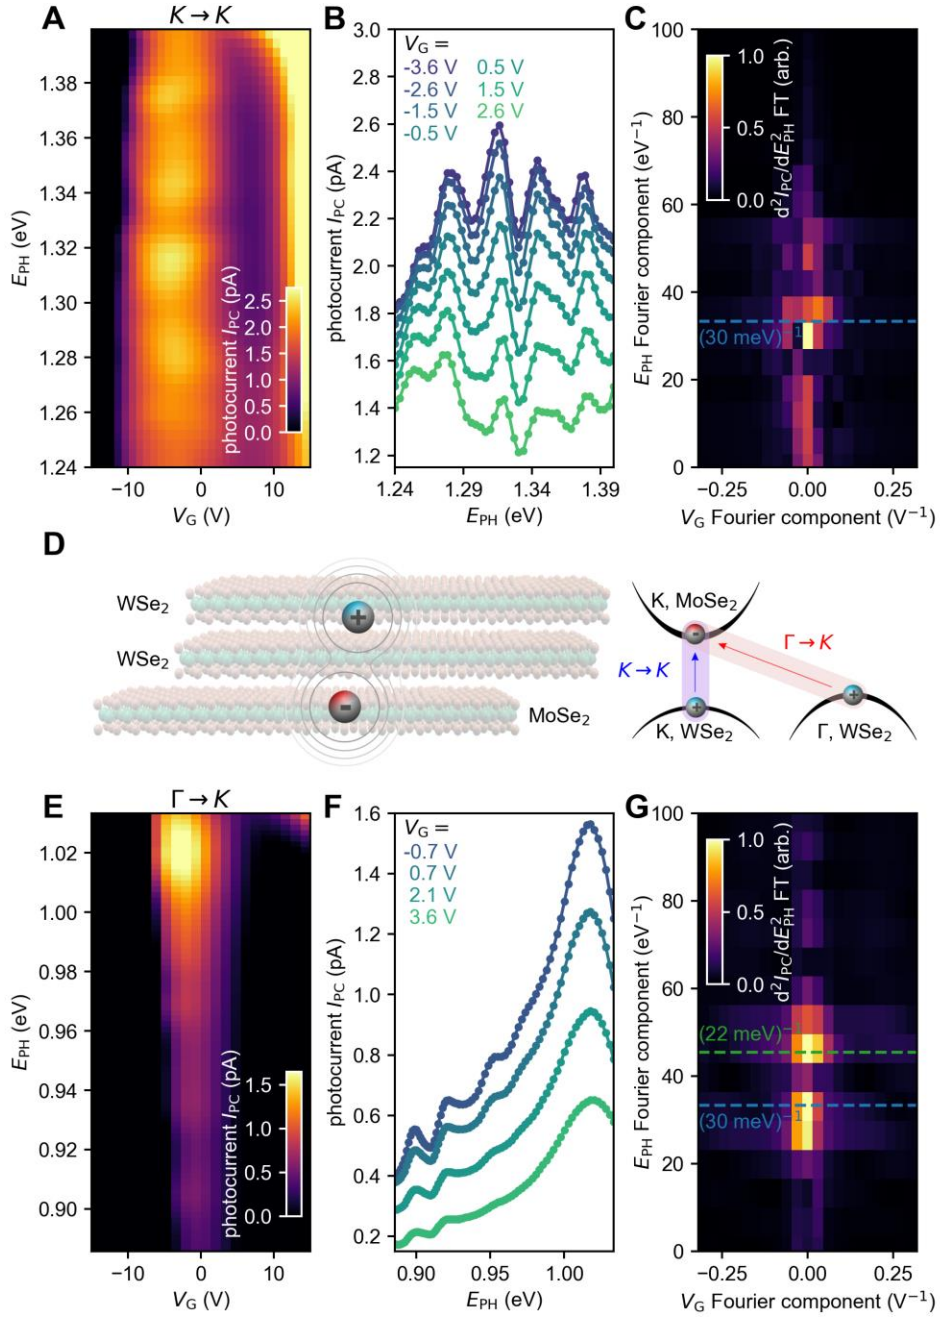 A
K → K
E_PH (eV)
1.38
1.36
1.34
1.32
1.30
1.28
1.26
1.24
photocurrent I_PC (pA)
2.5
2.0
1.5
1.0
0.5
0.0
−10 0 10
V_G (V)
B
V_G =
-3.6 V 0.5 V
-2.6 V 1.5 V
-1.5 V 2.6 V
-0.5 V
photocurrent I_PC (pA)
3.0
2.8
2.6
2.4
2.2
2.0
1.8
1.6
1.4
1.2
1.24 1.29 1.34 1.39
E_PH (eV)
C
E_PH Fourier component (eV⁻¹)
100
80
60
40
20
0
1.0
0.5
0.0
d²I_PC/dE²_PH FT (arb.)
(30 meV)⁻¹
−0.25 0.00 0.25
V_G Fourier component (V⁻¹)
D
WSe₂
WSe₂
MoSe₂
+
-
K, MoSe₂
-
Γ → K
K → K
+
+
K, WSe₂
Γ, WSe₂
E
Γ → K
E_PH (eV)
1.02
1.00
0.98
0.96
0.94
0.92
0.90
photocurrent I_PC (pA)
1.5
1.0
0.5
0.0
−10 0 10
V_G (V)
F
V_G =
-0.7 V
0.7 V
2.1 V
3.6 V
photocurrent I_PC (pA)
1.6
1.4
1.2
1.0
0.8
0.6
0.4
0.2
0.90 0.95 1.00
E_PH (eV)
G
E_PH Fourier component (eV⁻¹)
100
80
60
40
20
0
1.0
0.5
0.0
d²I_PC/dE²_PH FT (arb.)
(22 meV)⁻¹
(30 meV)⁻¹
−0.25 0.00 0.25
V_G Fourier component (V⁻¹)